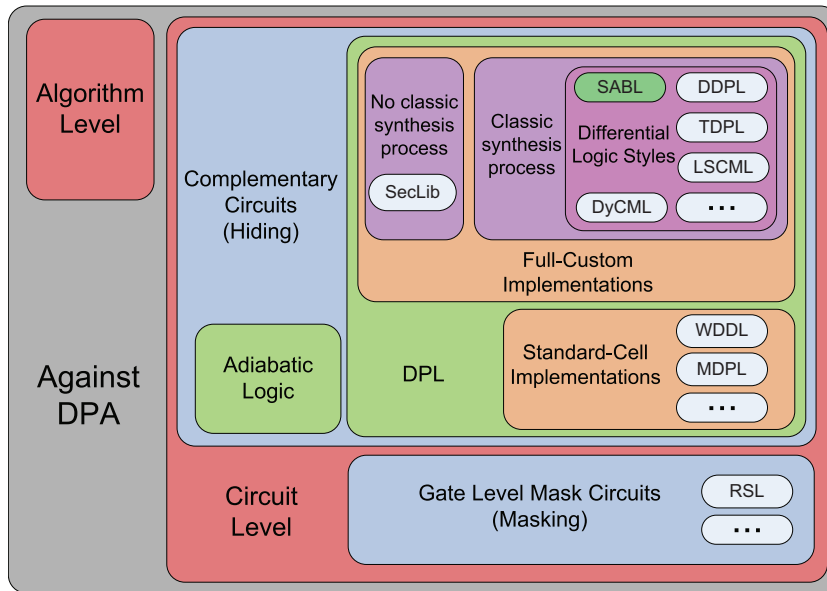 Algorithm
Level
Against
DPA
Complementary
Circuits
(Hiding)
No classic
synthesis
process
SecLib
Classic
synthesis
process
SABL
DDPL
Differential
Logic Styles
TDPL
LSCML
DyCML
...
Full-Custom
Implementations
Adiabatic
Logic
DPL
Standard-Cell
Implementations
WDDL
MDPL
...
Circuit
Level
Gate Level Mask Circuits
(Masking)
RSL
...